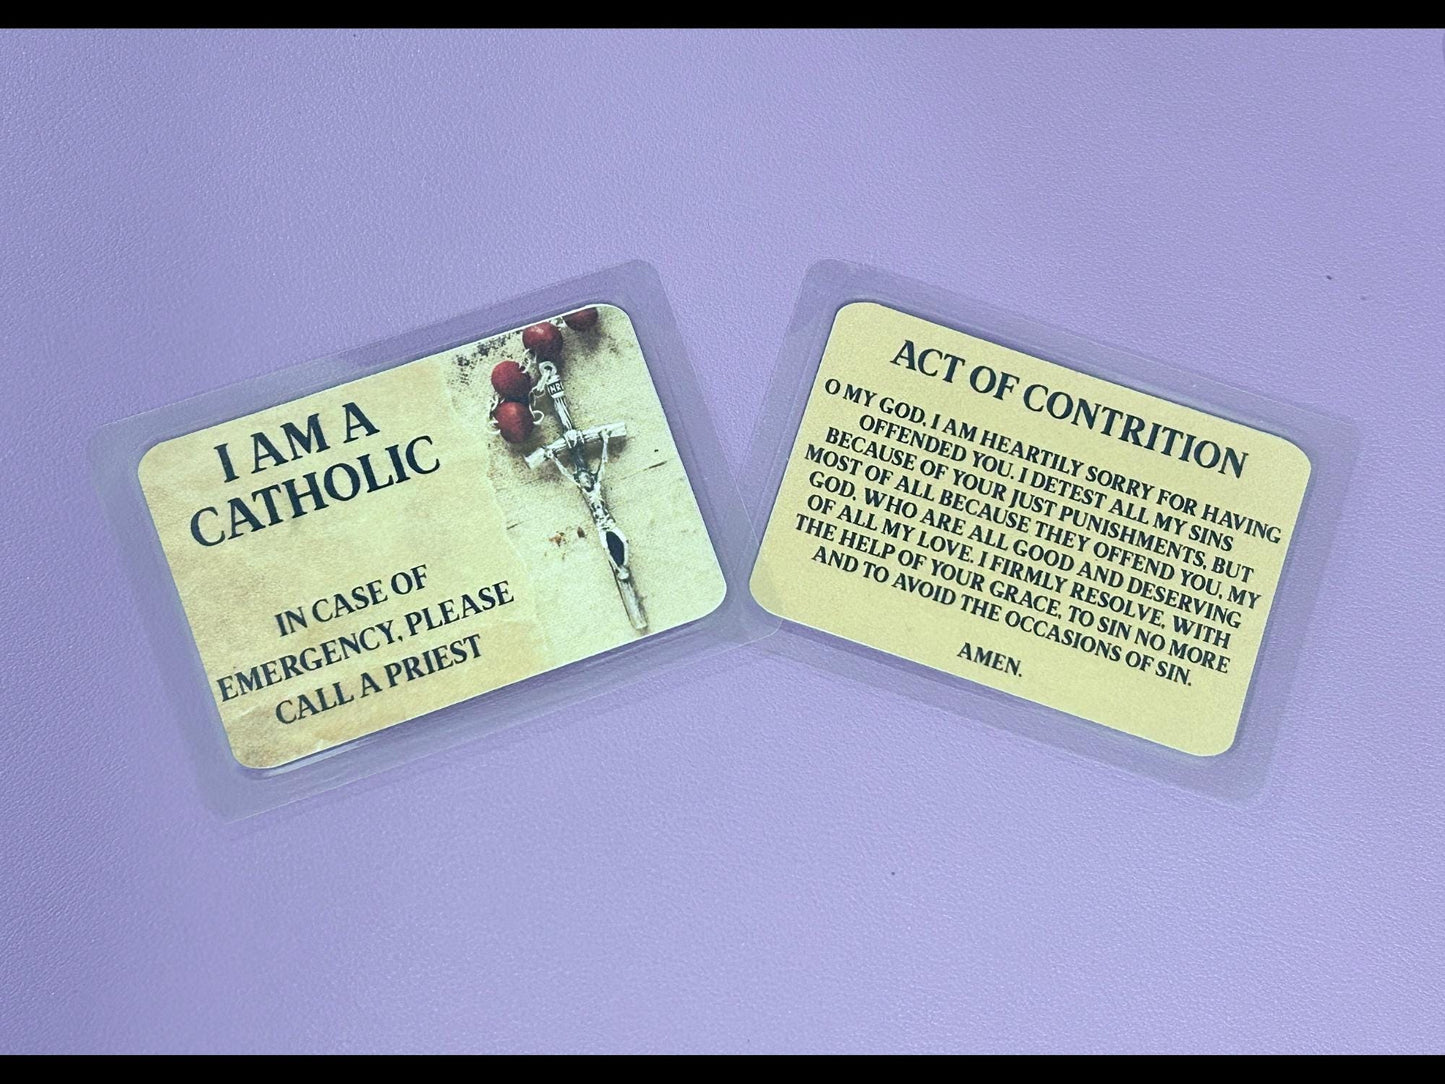 I AM A
CATHOLIC
IN CASE OF
EMERGENCY, PLEASE
CALL A PRIEST
INRI
ACT OF CONTRITION
O MY GOD, I AM HEARTILY SORRY FOR HAVING
OFFENDED YOU. I DETEST ALL MY SINS
BECAUSE OF YOUR JUST PUNISHMENTS, BUT
MOST OF ALL BECAUSE THEY OFFEND YOU, MY
GOD, WHO ARE ALL GOOD AND DESERVING
OF ALL MY LOVE. I FIRMLY RESOLVE, WITH
THE HELP OF YOUR GRACE, TO SIN NO MORE
AND TO AVOID THE OCCASIONS OF SIN.
AMEN.